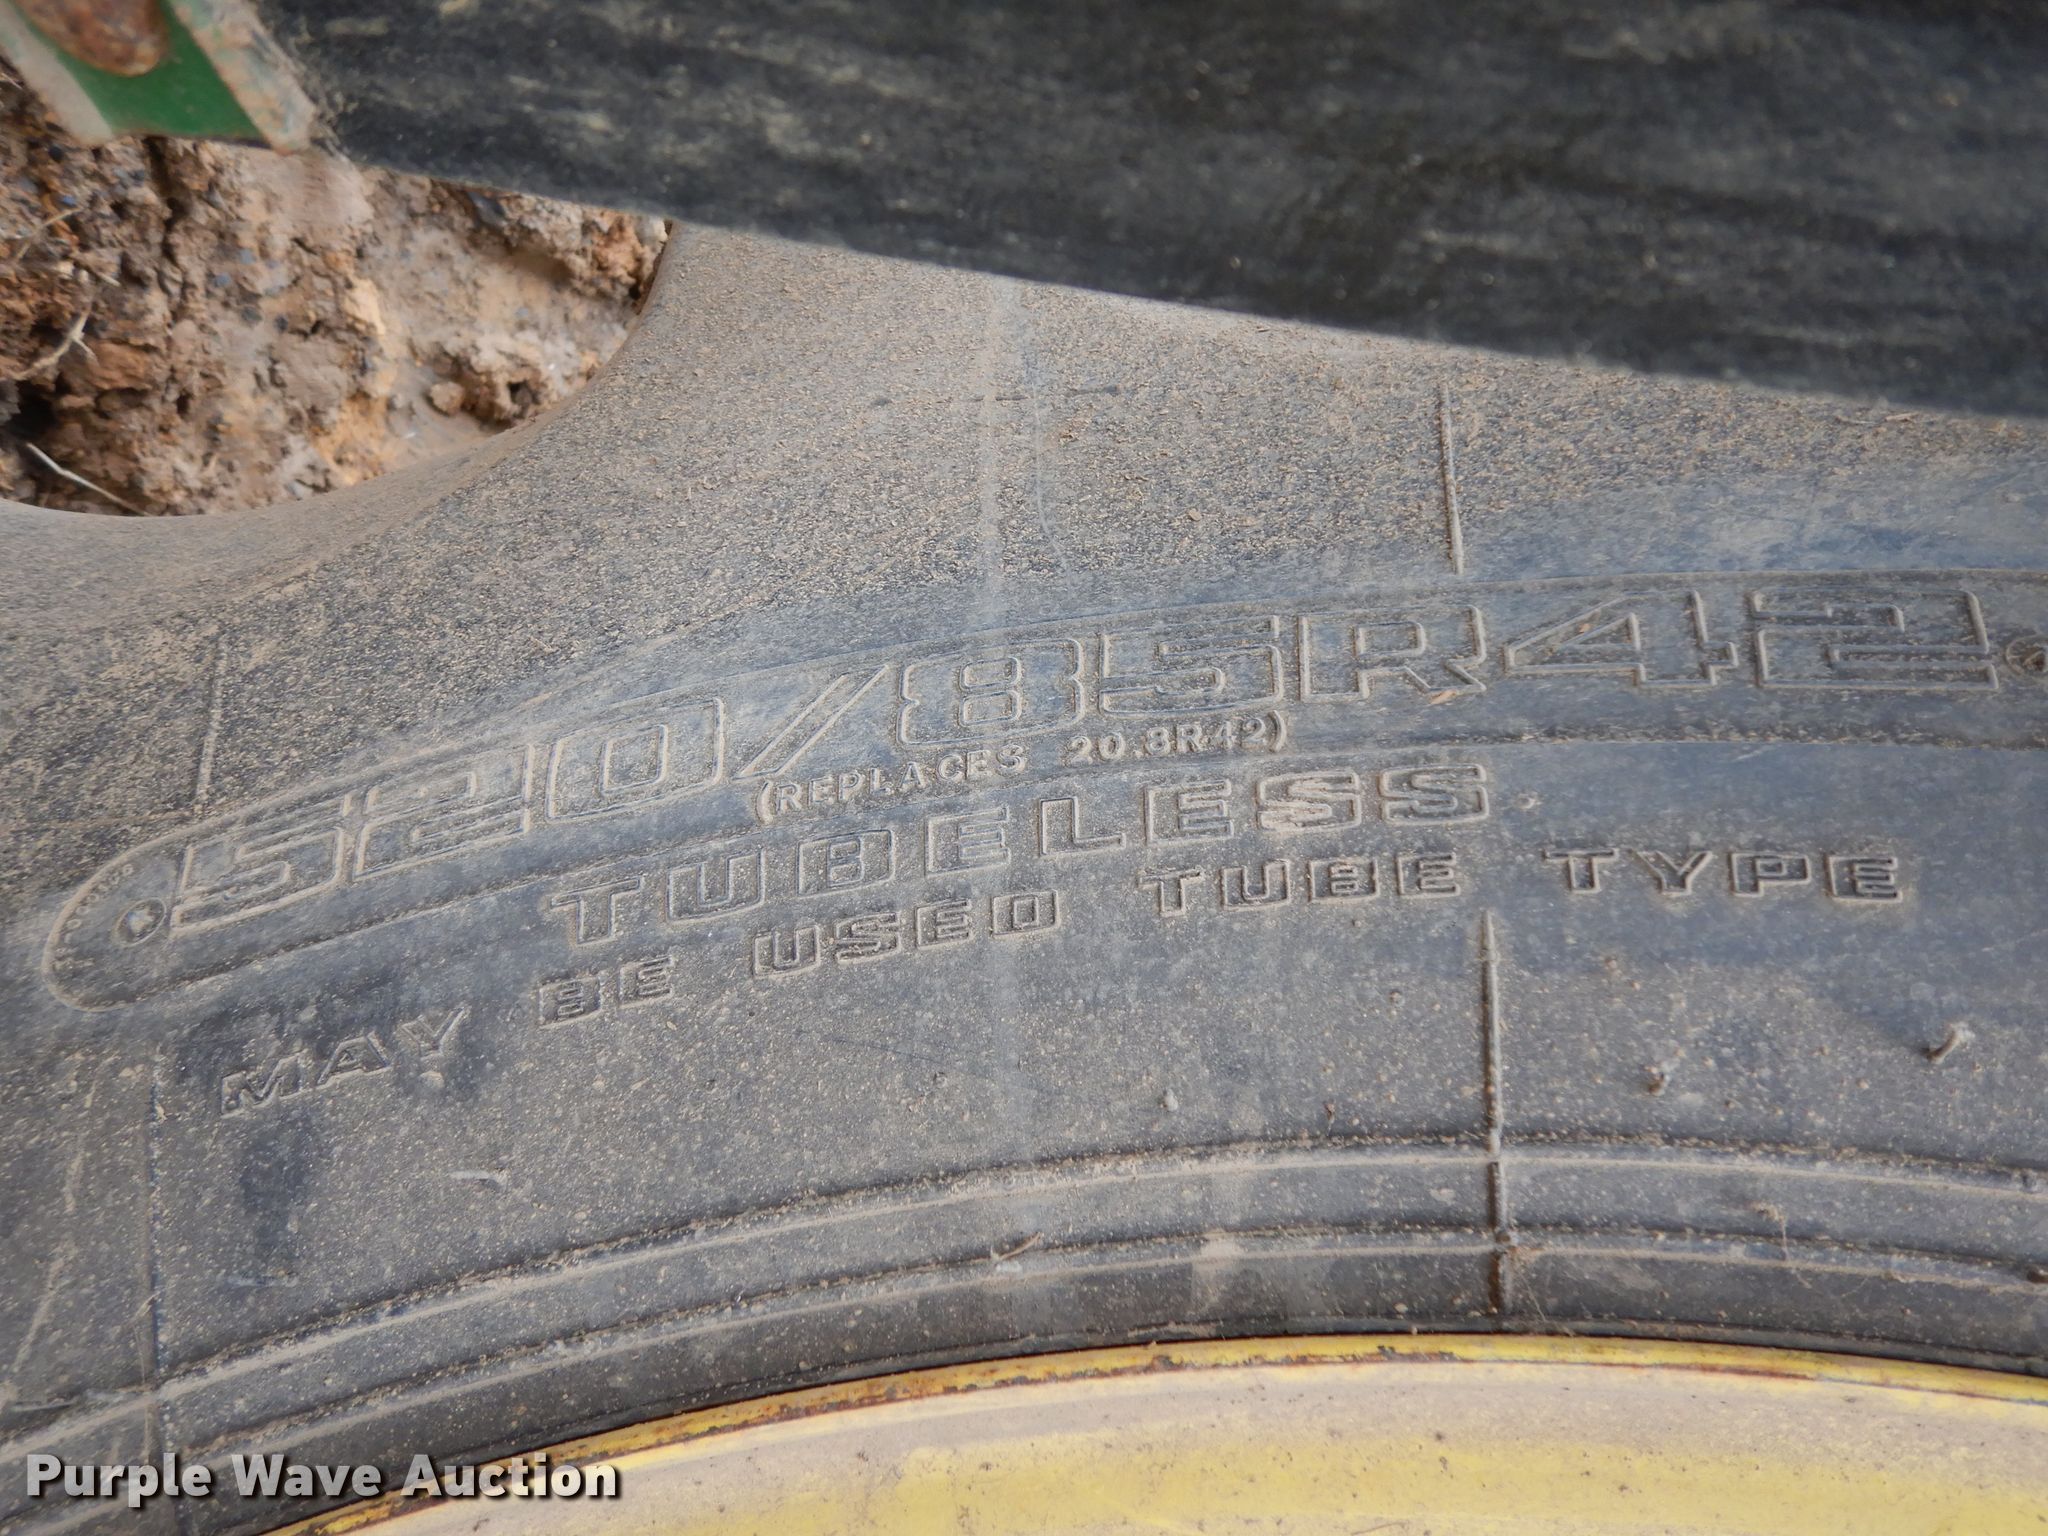 520/85R42
(REPLACES 20.8R42)
TUBELESS
MAY BE USED TUBE TYPE
Purple Wave Auction